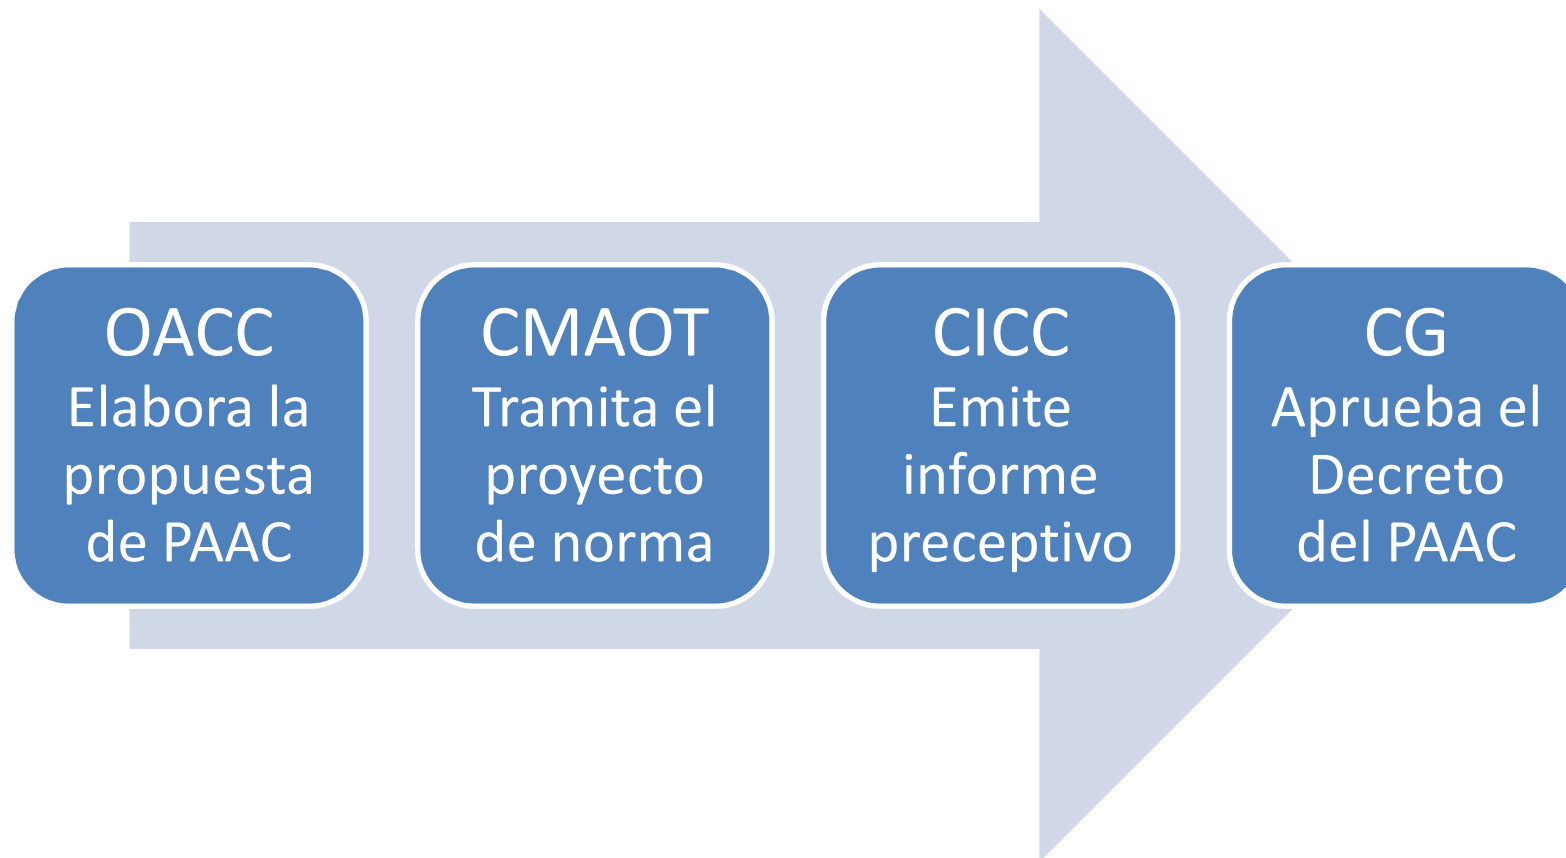 OACC
Elabora la
propuesta
de PAAC
CMAOT
Tramita el
proyecto
de norma
CICC
Emite
informe
preceptivo
CG
Aprueba el
Decreto
del PAAC